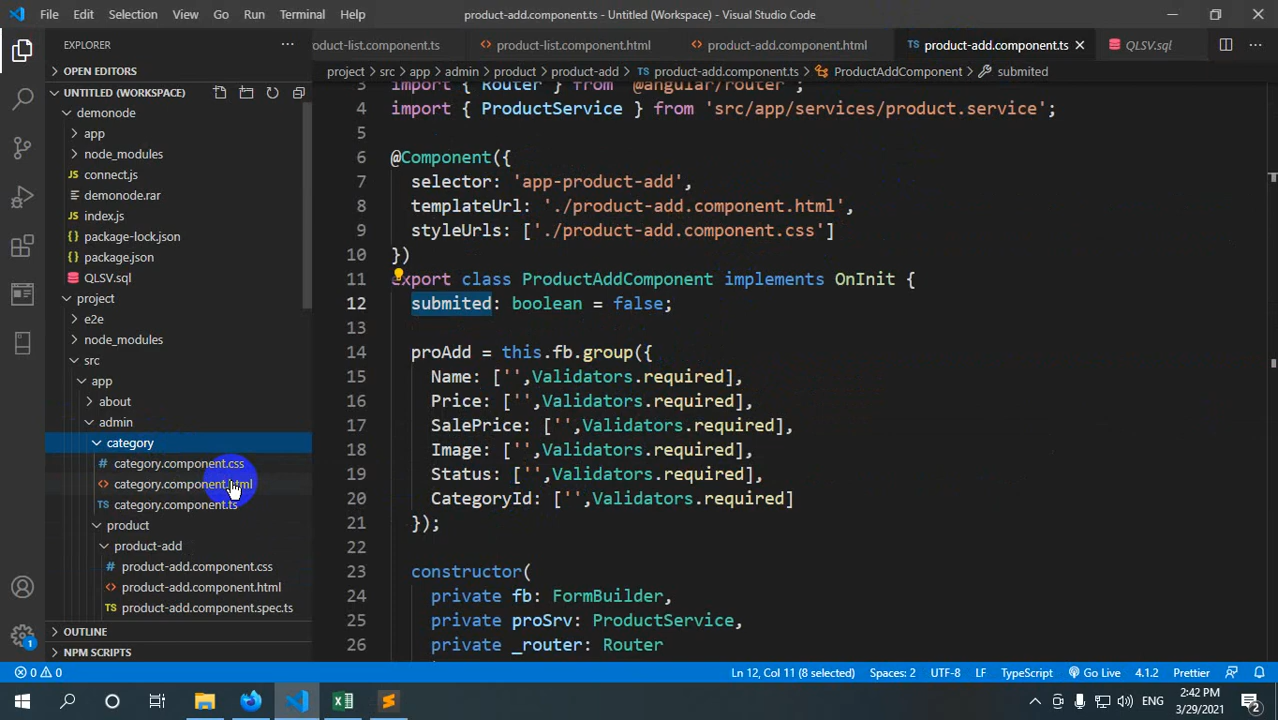 File Edit Selection View Go Run Terminal Help
product-add.component.ts - Untitled (Workspace) - Visual Studio Code
EXPLORER
oduct-list.component.ts product-list.component.html product-add.component.html TS product-add.component.ts QLSV.sql
OPEN EDITORS
project > src > app > admin > product > product-add > TS product-add.component.ts > ProductAddComponent > submited
UNTITLED (WORKSPACE)
demonode
app
node_modules
JS connect.js
demonode.rar
JS index.js
{} package-lock.json
{} package.json
QLSV.sql
project
e2e
node_modules
src
app
about
admin
category
# category.component.css
<> category.component.html
TS category.component.ts
product
product-add
# product-add.component.css
<> product-add.component.html
TS product-add.component.spec.ts
OUTLINE
NPM SCRIPTS
3 import { Router } from '@angular/router';
4 import { ProductService } from 'src/app/services/product.service';
5
6 @Component({
7 selector: 'app-product-add',
8 templateUrl: './product-add.component.html',
9 styleUrls: ['./product-add.component.css']
10 })
11 export class ProductAddComponent implements OnInit {
12 submited: boolean = false;
13
14 proAdd = this.fb.group({
15 Name: ['',Validators.required],
16 Price: ['',Validators.required],
17 SalePrice: ['',Validators.required],
18 Image: ['',Validators.required],
19 Status: ['',Validators.required],
20 CategoryId: ['',Validators.required]
21 });
22
23 constructor(
24 private fb: FormBuilder,
25 private proSrv: ProductService,
26 private _router: Router
1
0 0 Ln 12, Col 11 (8 selected) Spaces: 2 UTF-8 LF TypeScript Go Live 4.1.2 Prettier
ENG 2:42 PM
3/29/2021 2